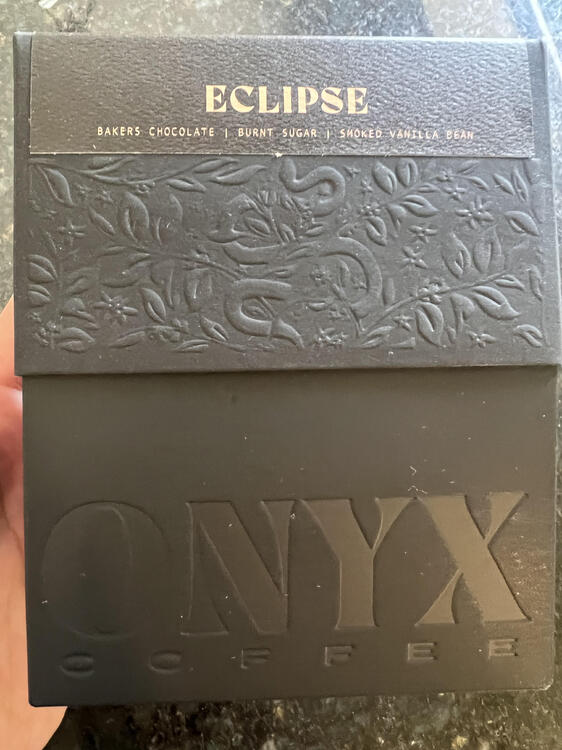 ECLIPSE
BAKERS CHOCOLATE | BURNT SUGAR | SMOKED VANILLA BEAN
ONYX
COFFEE